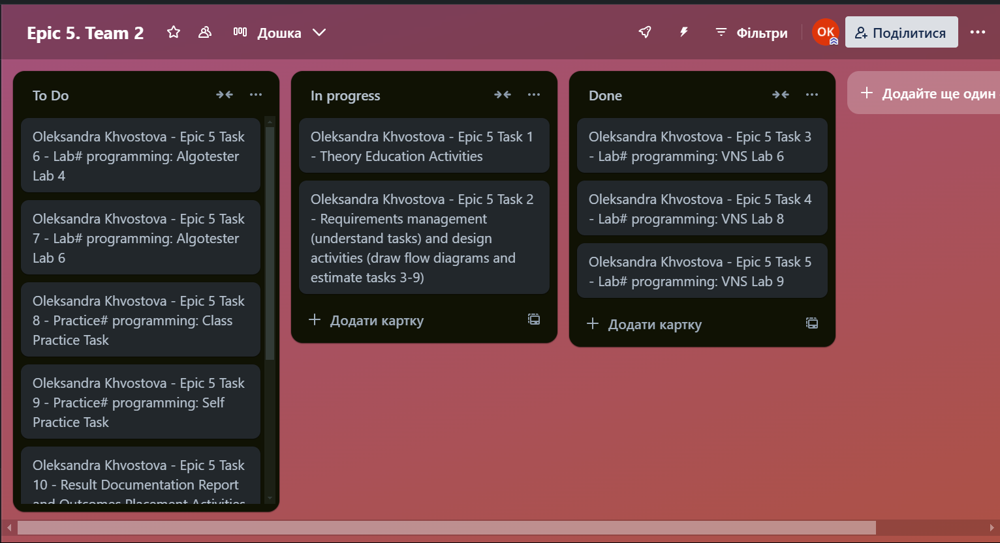 Epic 5. Team 2
Дошка
Фільтри
OK
Поділитися
To Do
Oleksandra Khvostova - Epic 5 Task
6 - Lab# programming: Algotester
Lab 4
Oleksandra Khvostova - Epic 5 Task
7 - Lab# programming: Algotester
Lab 6
Oleksandra Khvostova - Epic 5 Task
8 - Practice# programming: Class
Practice Task
Oleksandra Khvostova - Epic 5 Task
9 - Practice# programming: Self
Practice Task
Oleksandra Khvostova - Epic 5 Task
10 - Result Documentation Report
and Outcomes Placement Activities
In progress
Oleksandra Khvostova - Epic 5 Task 1
- Theory Education Activities
Oleksandra Khvostova - Epic 5 Task 2
- Requirements management
(understand tasks) and design
activities (draw flow diagrams and
estimate tasks 3-9)
Додати картку
Done
Oleksandra Khvostova - Epic 5 Task 3
- Lab# programming: VNS Lab 6
Oleksandra Khvostova - Epic 5 Task 4
- Lab# programming: VNS Lab 8
Oleksandra Khvostova - Epic 5 Task 5
- Lab# programming: VNS Lab 9
Додати картку
Додайте ще один